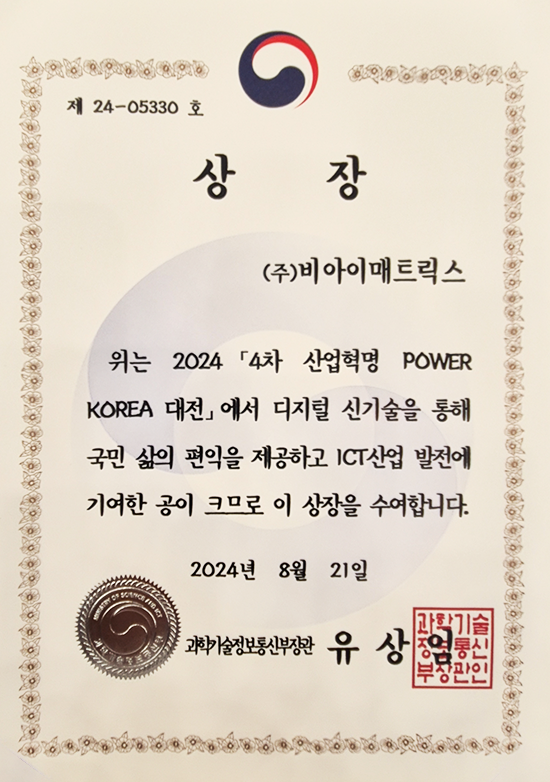 제 24-05330 호
상 장
(주)비아이매트릭스
위는 2024 「4차 산업혁명 POWER
KOREA 대전」에서 디지털 신기술을 통해
국민 삶의 편익을 제공하고 ICT산업 발전에
기여한 공이 크므로 이 상장을 수여합니다.
2024년 8월 21일
MINISTRY OF SCIENCE AND ICT
과학기술정보통신부장관 유상임
과학기술
정보통신
부장관인